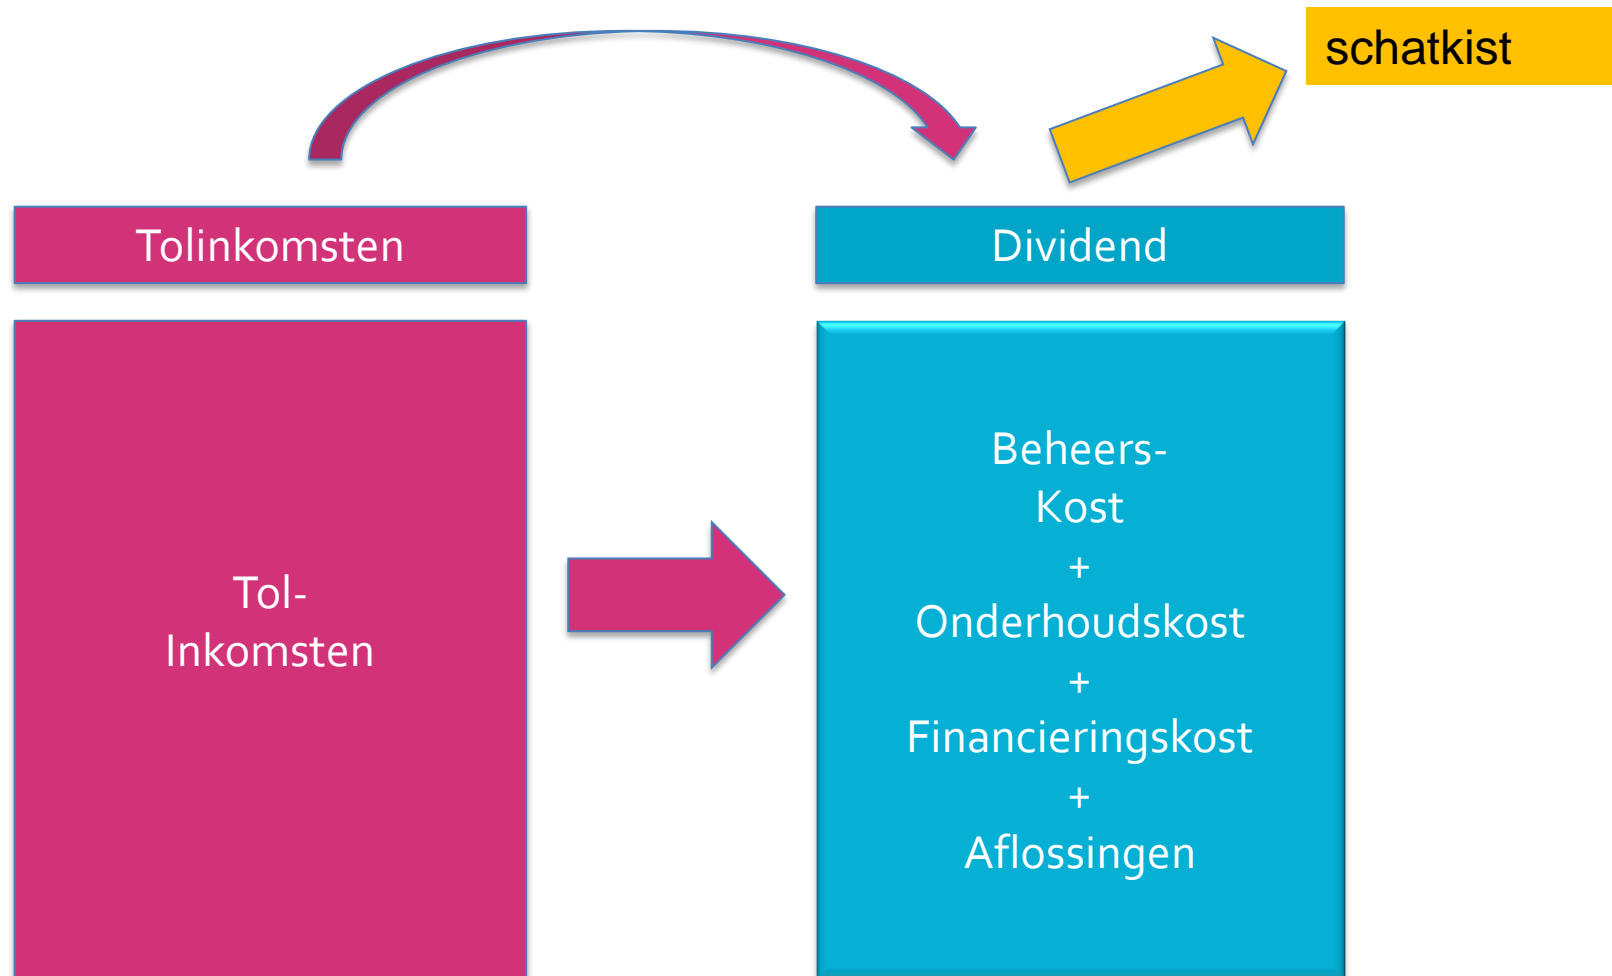 schatkist
Tolinkomsten
Dividend
Tol-
Inkomsten
Beheers-
Kost
+
Onderhoudskost
+
Financieringskost
+
Aflossingen